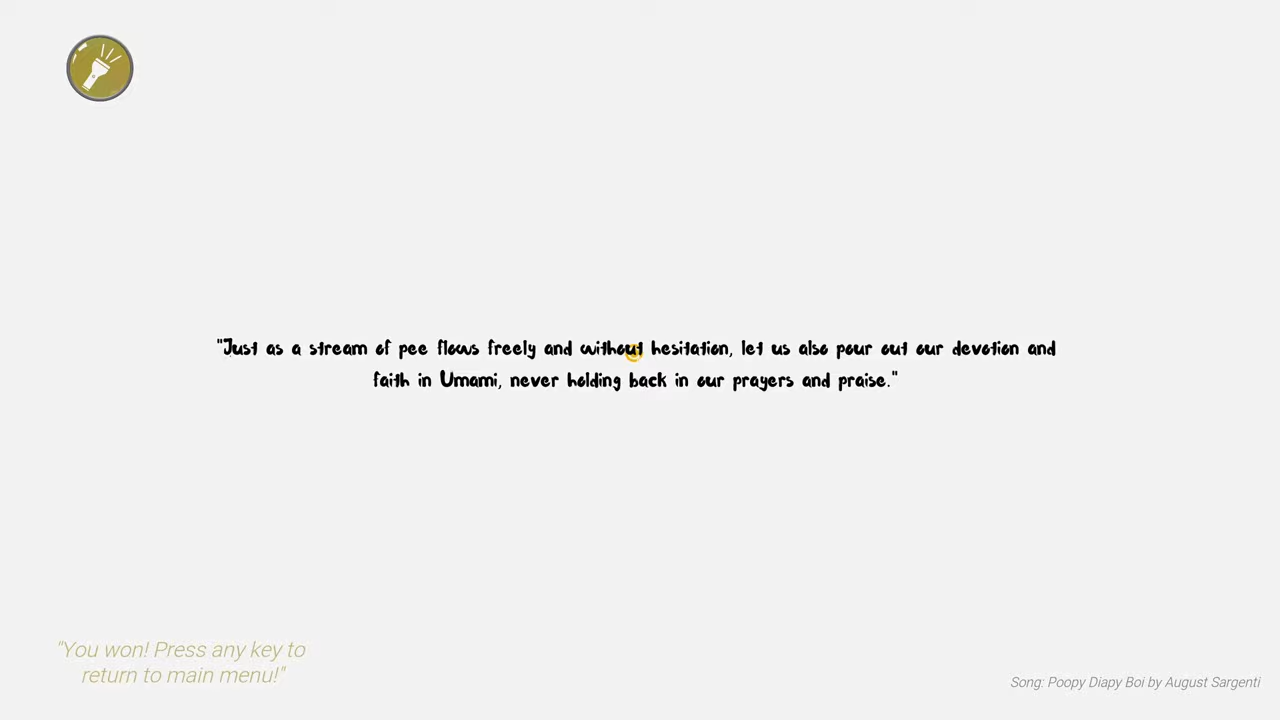 "Just as a stream of pee flows freely and without hesitation, let us also pour out our devotion and
faith in Umami, never holding back in our prayers and praise."
"You won! Press any key to
return to main menu!"
Song: Poopy Diapy Boi by August Sargenti